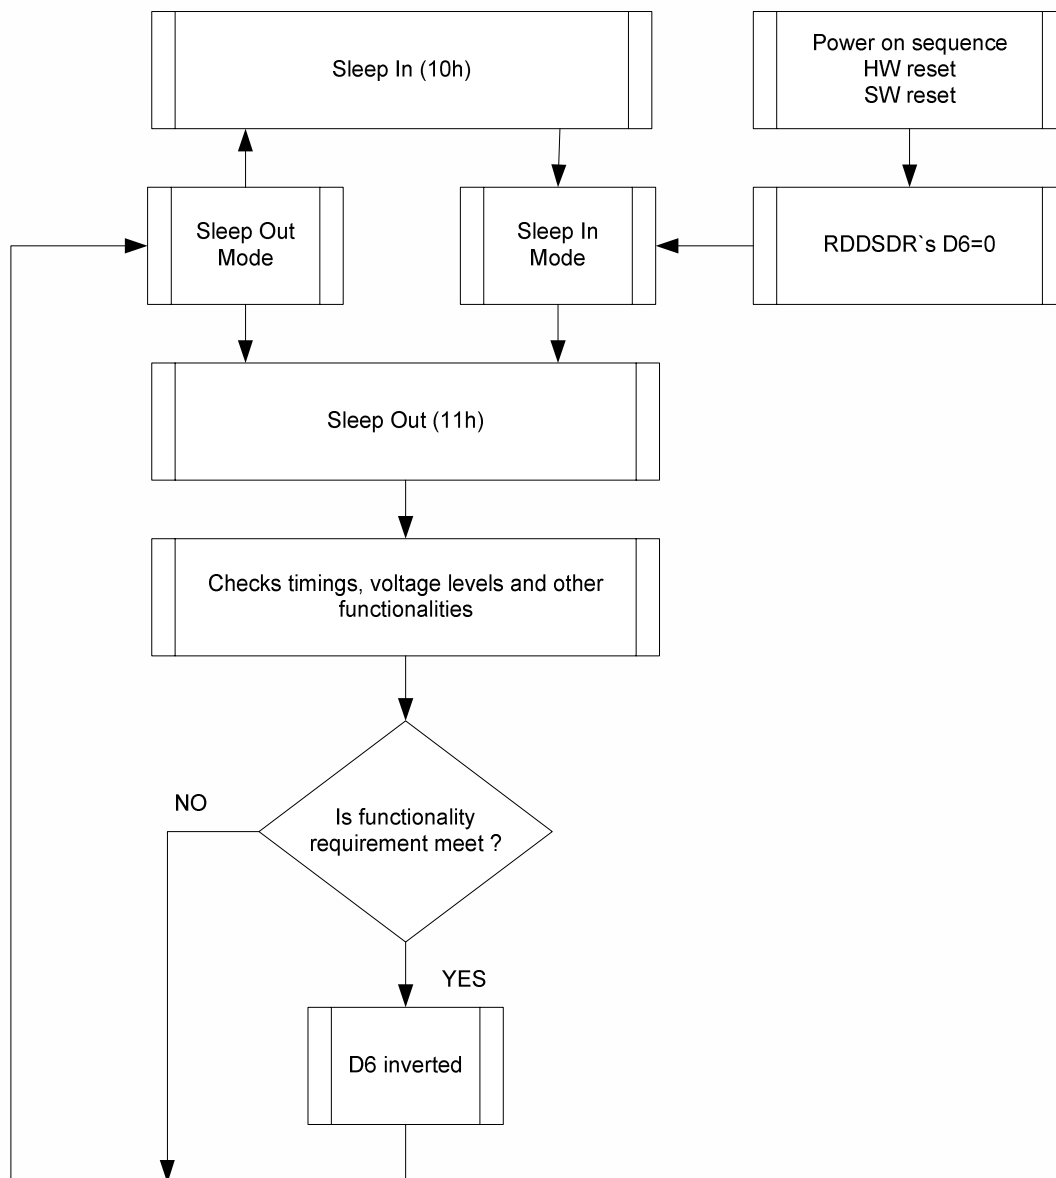 Sleep In (10h)
Power on sequence
HW reset
SW reset
Sleep Out
Mode
Sleep In
Mode
RDDSDR`s D6=0
Sleep Out (11h)
Checks timings, voltage levels and other
functionalities
Is functionality
requirement meet ?
NO
YES
D6 inverted